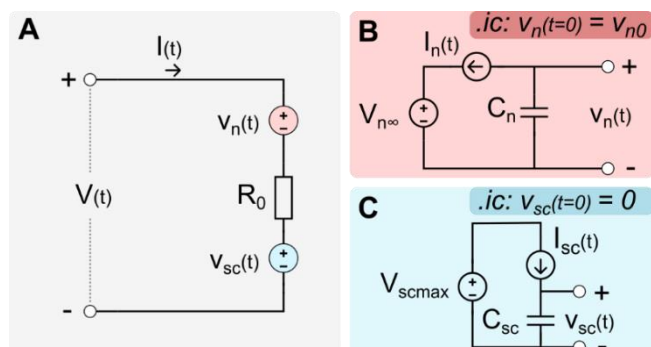 A
I(t)
+
vn(t)
V(t)
R0
vsc(t)
-
B
.ic: vn(t=0) = vn0
In(t)
+
Vn∞
Cn
vn(t)
-
C
.ic: vsc(t=0) = 0
Isc(t)
Vscmax
+
Csc
vsc(t)
-